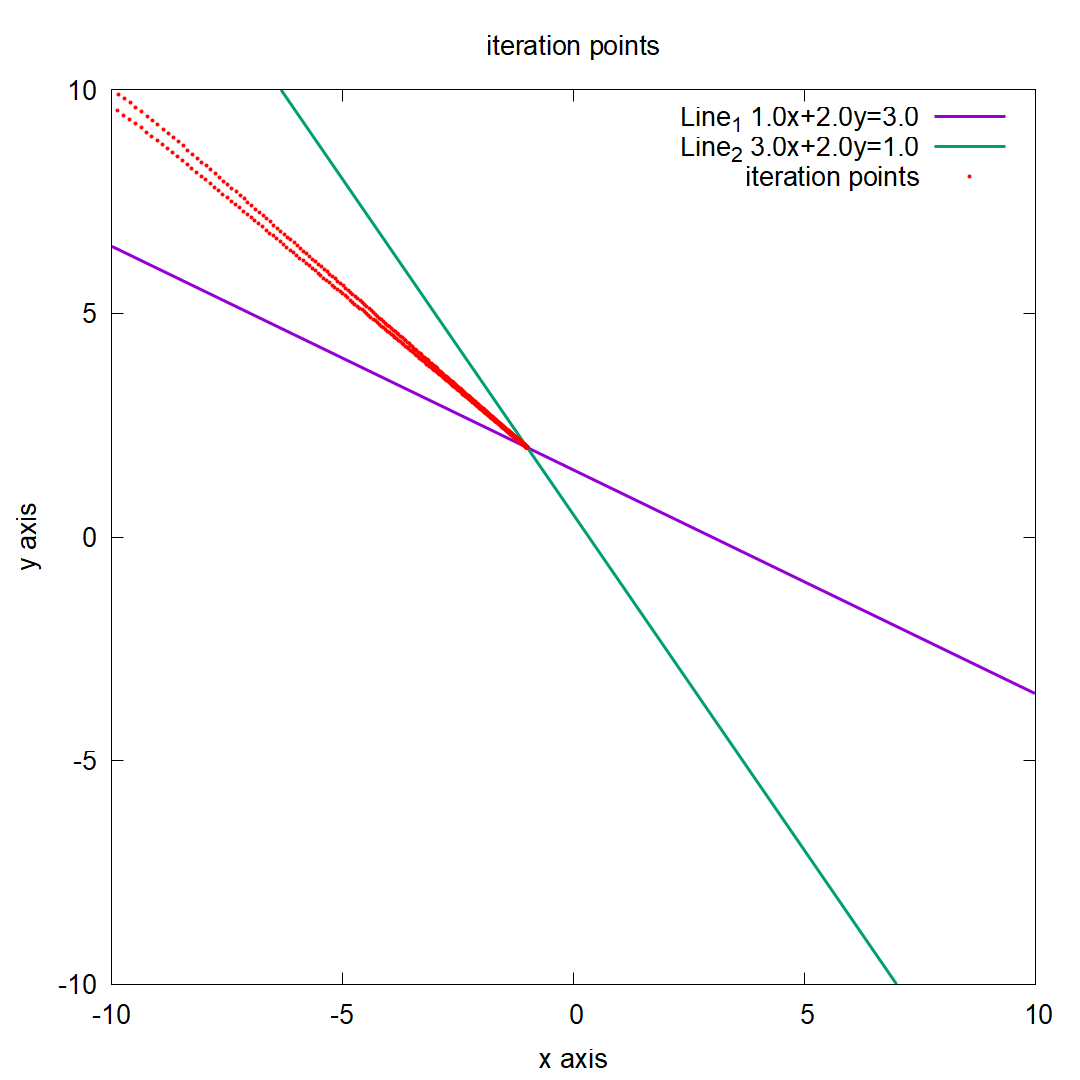 iteration points
Line1 1.0x+2.0y=3.0
Line2 3.0x+2.0y=1.0
iteration points
10
5
0
-5
-10
y axis
-10 -5 0 5 10
x axis